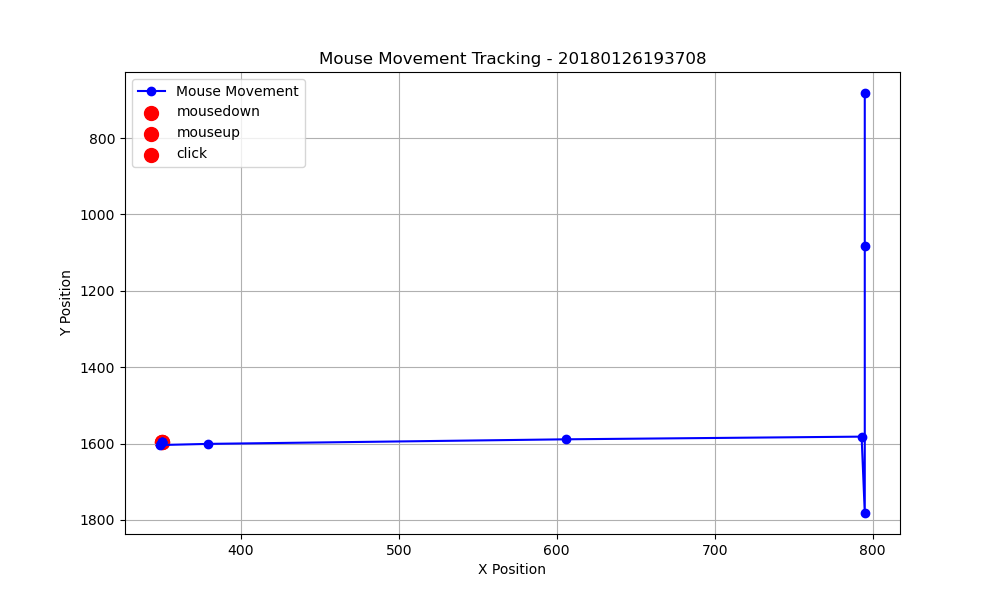 Mouse Movement Tracking - 20180126193708
Mouse Movement
mousedown
mouseup
click
800
1000
1200
1400
1600
1800
Y Position
400
500
600
700
800
X Position